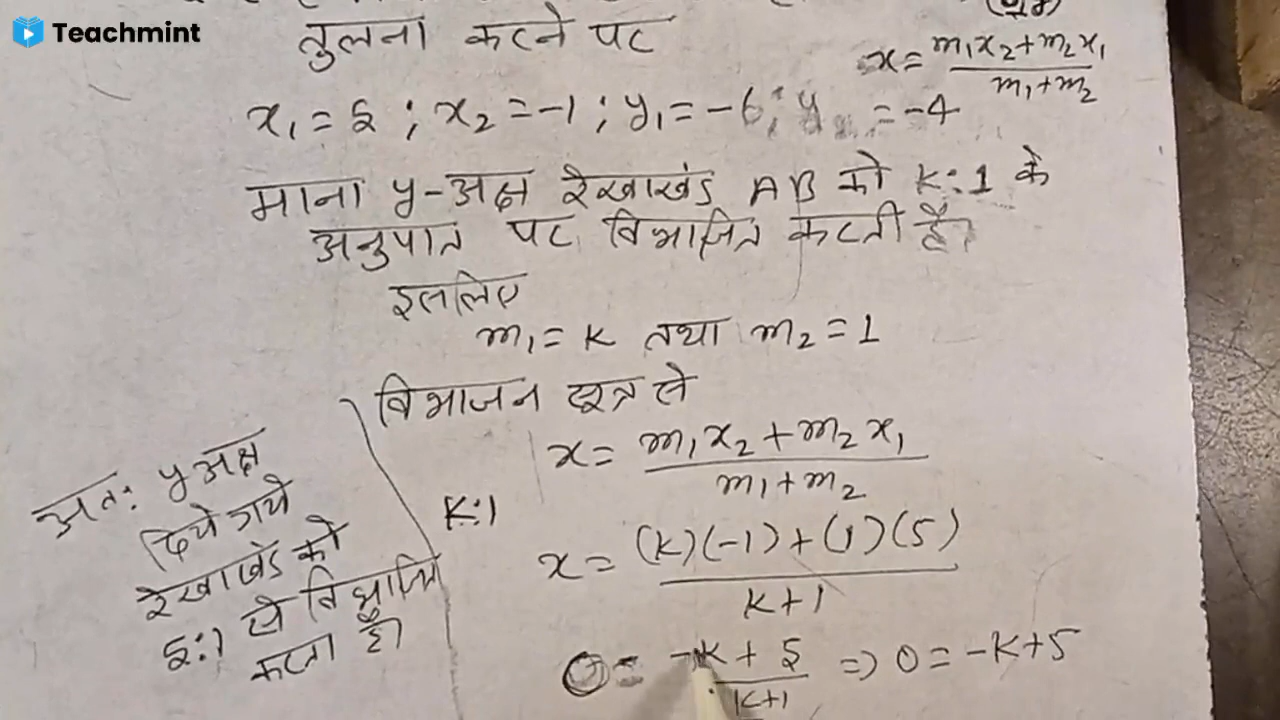 Teachmint
तुलना करने पर
x = m₁x₂ + m₂x₁ / m₁ + m₂
x₁ = 5 ; x₂ = -1 ; y₁ = -6 ; y = -4
माना y-अक्ष रेखाखंड AB को K:1 के
अनुपात पर विभाजित करती है।
इसलिए
m₁ = K तथा m₂ = 1
विभाजन सूत्र से
x = m₁x₂ + m₂x₁ / m₁ + m₂
K:1
x = (K)(-1) + (1)(5) / K + 1
0 = -K + 5 / K+1 ⇒ 0 = -K + 5
अतः y अक्ष
दिये गये
रेखाखंड को
5:1 से विभाजित
करता है।